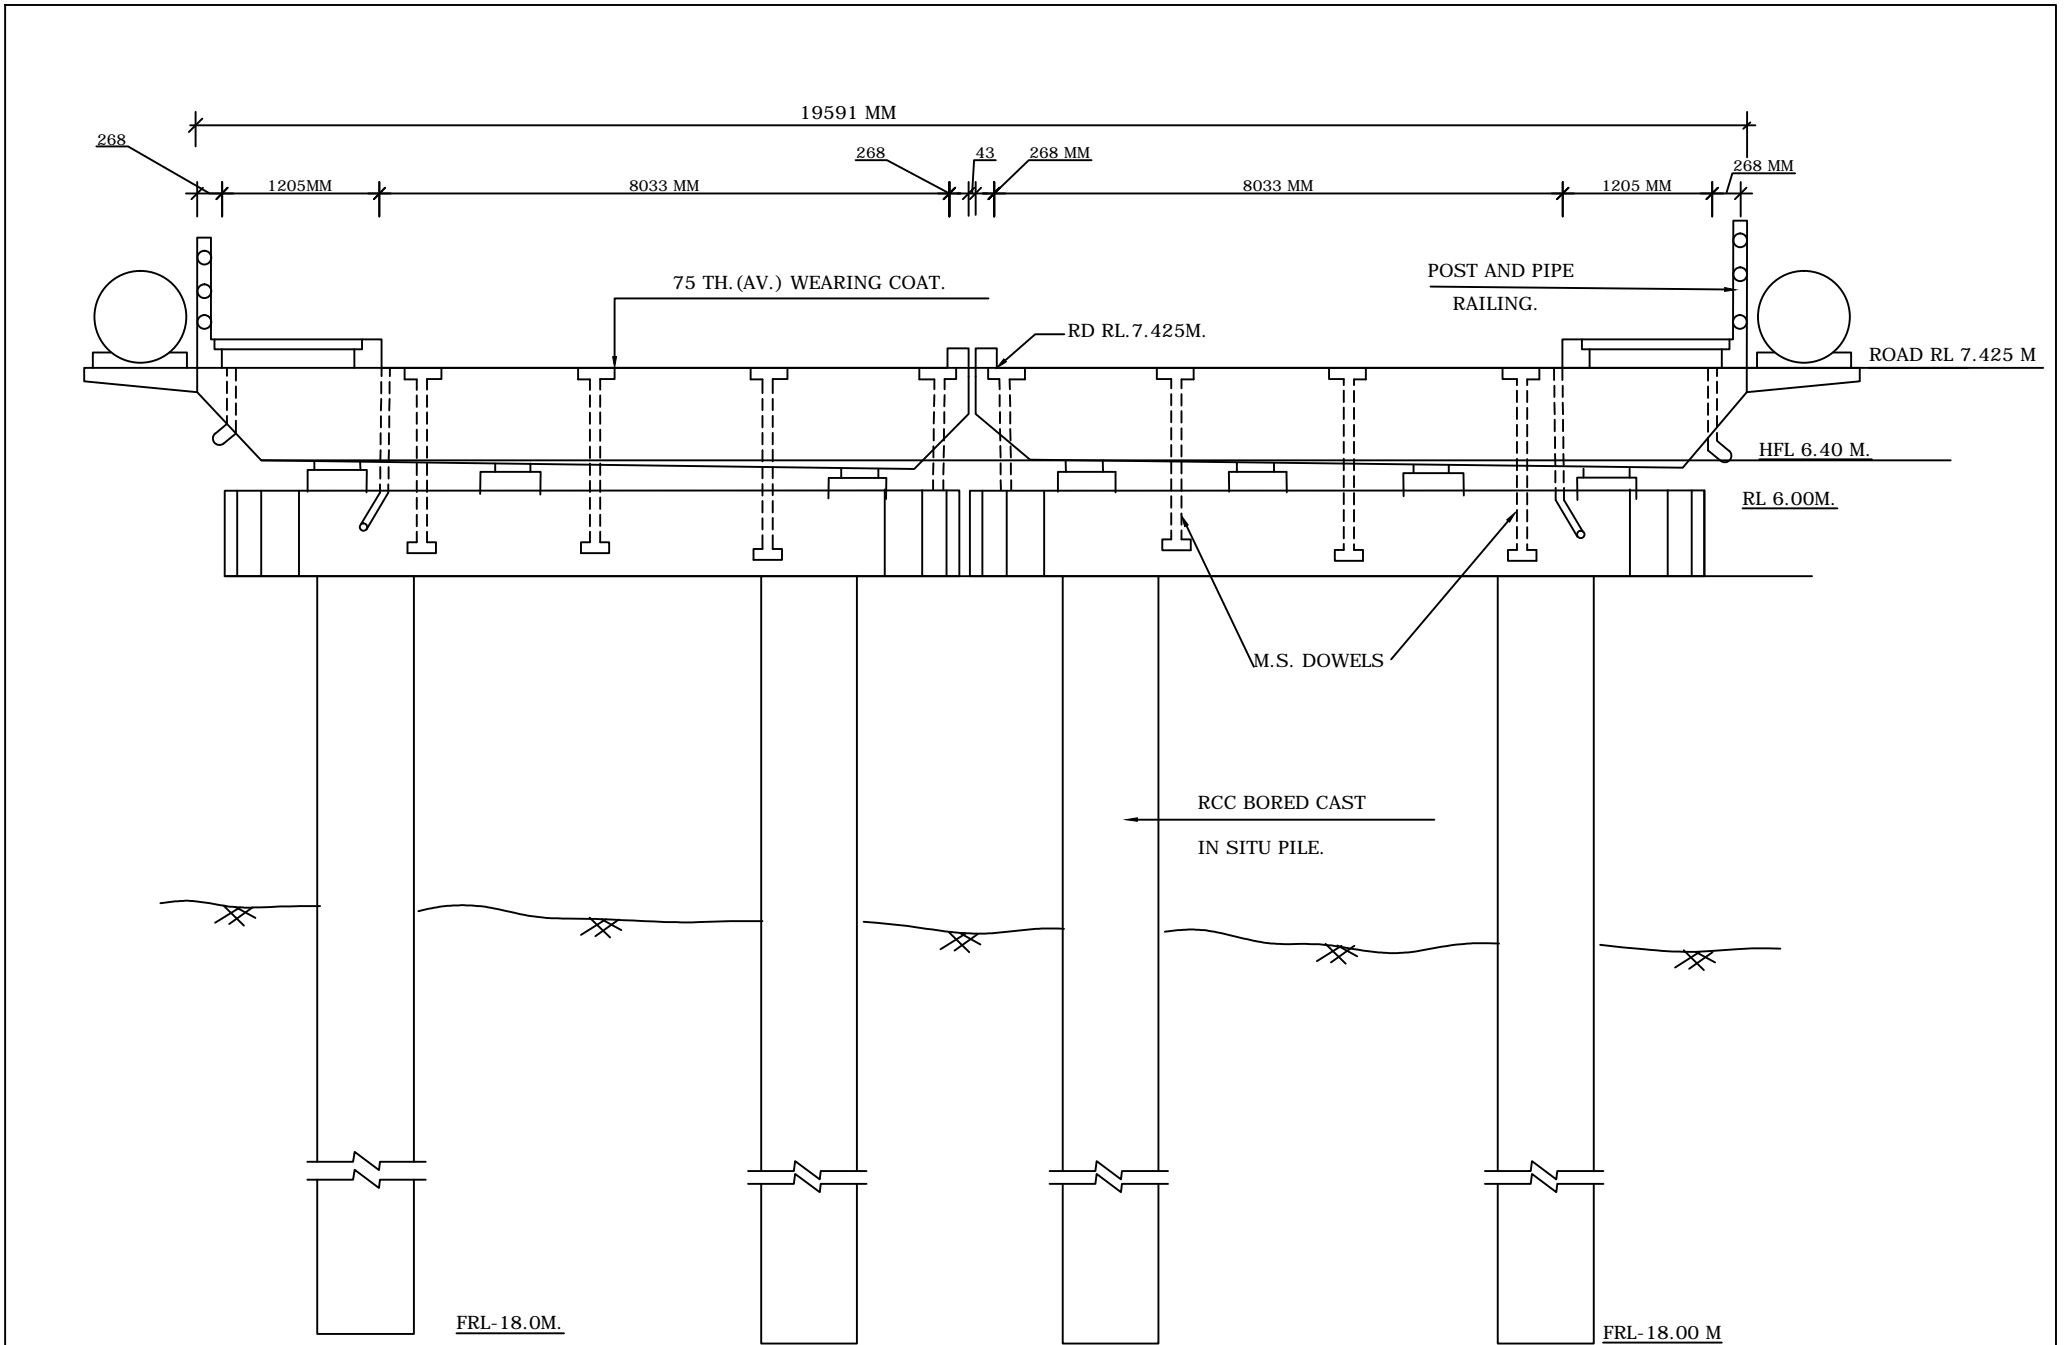 19591 MM
268
268
43
268 MM
268 MM
1205MM
8033 MM
8033 MM
1205 MM
75 TH.(AV.) WEARING COAT.
POST AND PIPE
RAILING.
RD RL.7.425M.
ROAD RL 7.425 M
HFL 6.40 M.
RL 6.00M.
M.S. DOWELS
RCC BORED CAST
IN SITU PILE.
FRL-18.0M.
FRL-18.00 M